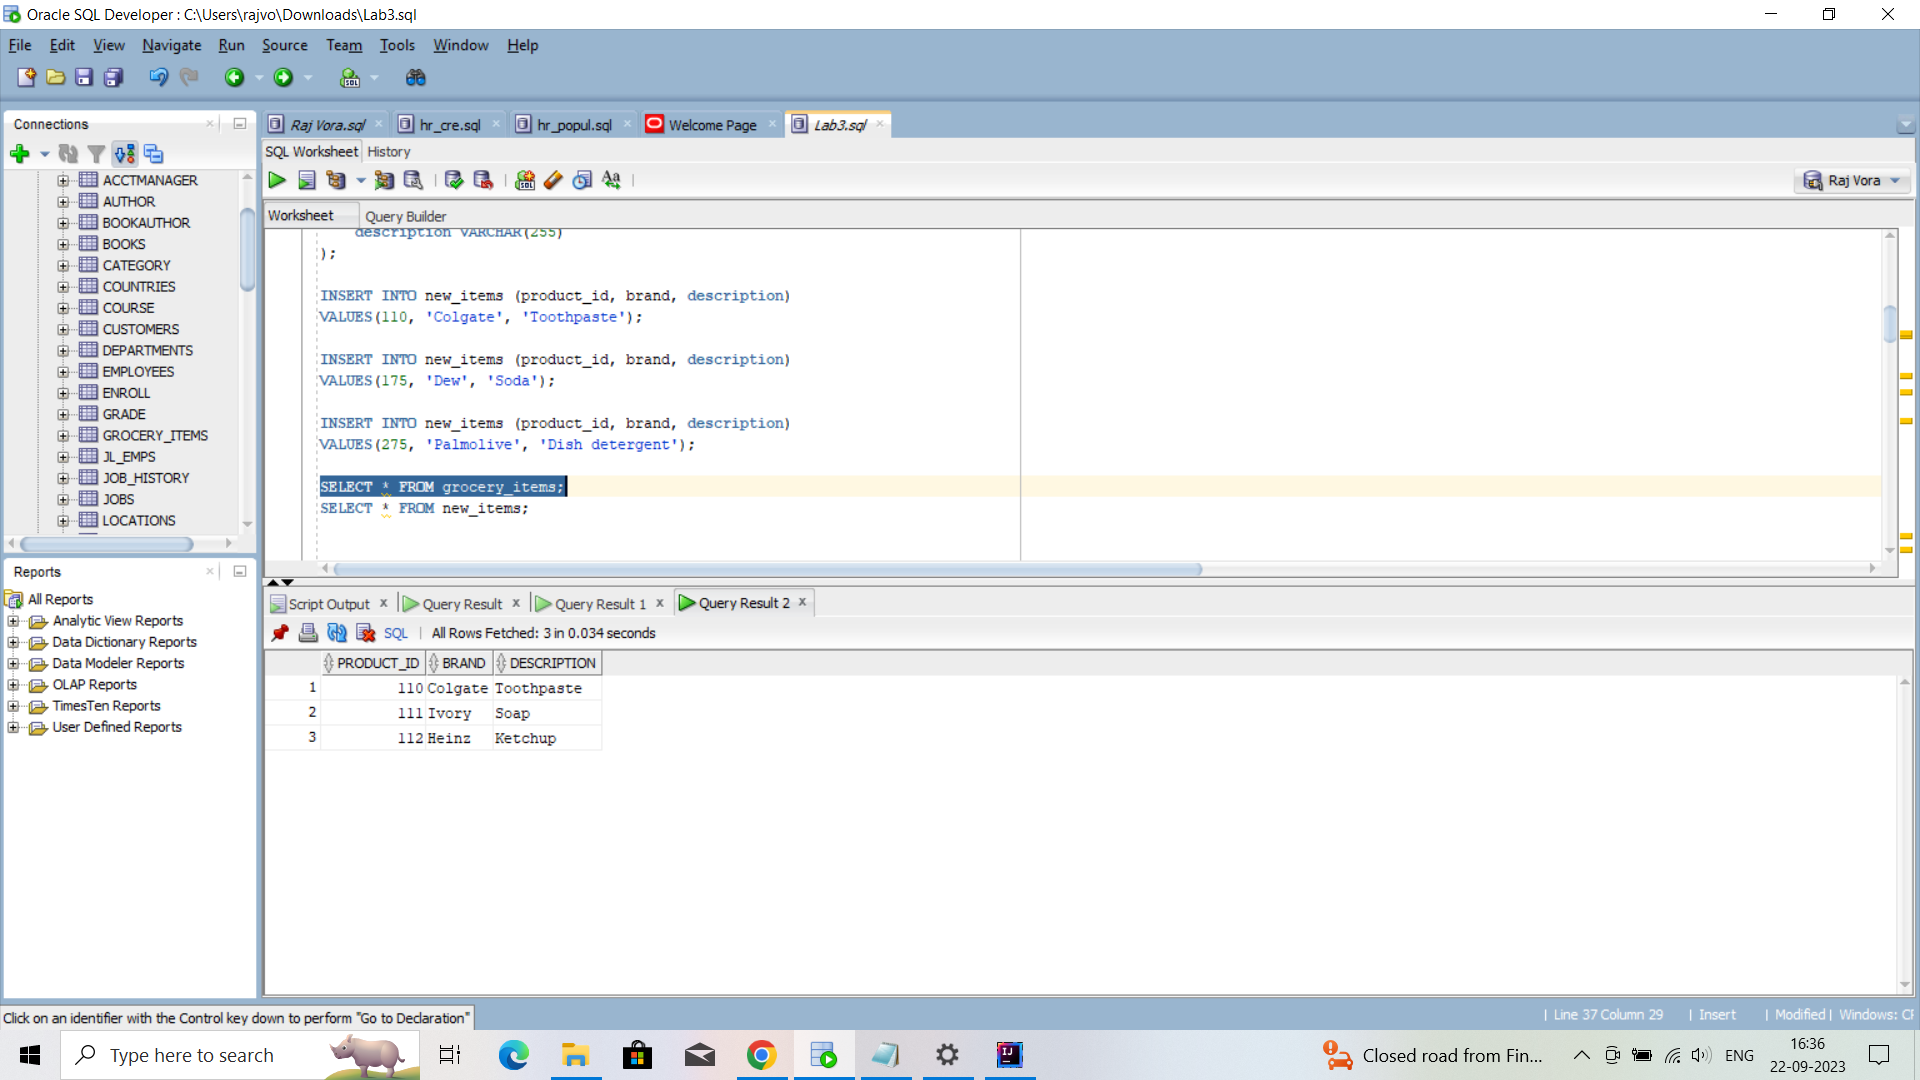 Oracle SQL Developer : C:\Users\rajvo\Downloads\Lab3.sql
File Edit View Navigate Run Source Team Tools Window Help
Connections
ACCTMANAGER
AUTHOR
BOOKAUTHOR
BOOKS
CATEGORY
COUNTRIES
COURSE
CUSTOMERS
DEPARTMENTS
EMPLOYEES
ENROLL
GRADE
GROCERY_ITEMS
JL_EMPS
JOB_HISTORY
JOBS
LOCATIONS
Reports
All Reports
Analytic View Reports
Data Dictionary Reports
Data Modeler Reports
OLAP Reports
TimesTen Reports
User Defined Reports
Raj Vora.sql hr_cre.sql hr_popul.sql Welcome Page Lab3.sql
SQL Worksheet History
Raj Vora
Worksheet Query Builder
description VARCHAR(255)
);
INSERT INTO new_items (product_id, brand, description)
VALUES(110, 'Colgate', 'Toothpaste');
INSERT INTO new_items (product_id, brand, description)
VALUES(175, 'Dew', 'Soda');
INSERT INTO new_items (product_id, brand, description)
VALUES(275, 'Palmolive', 'Dish detergent');
SELECT * FROM grocery_items;
SELECT * FROM new_items;
Script Output Query Result Query Result 1 Query Result 2
SQL All Rows Fetched: 3 in 0.034 seconds
PRODUCT_ID BRAND DESCRIPTION
1 110 Colgate Toothpaste
2 111 Ivory Soap
3 112 Heinz Ketchup
Click on an identifier with the Control key down to perform "Go to Declaration"
Line 37 Column 29 Insert Modified Windows:
Type here to search
Closed road from Fin...
ENG
16:36
22-09-2023